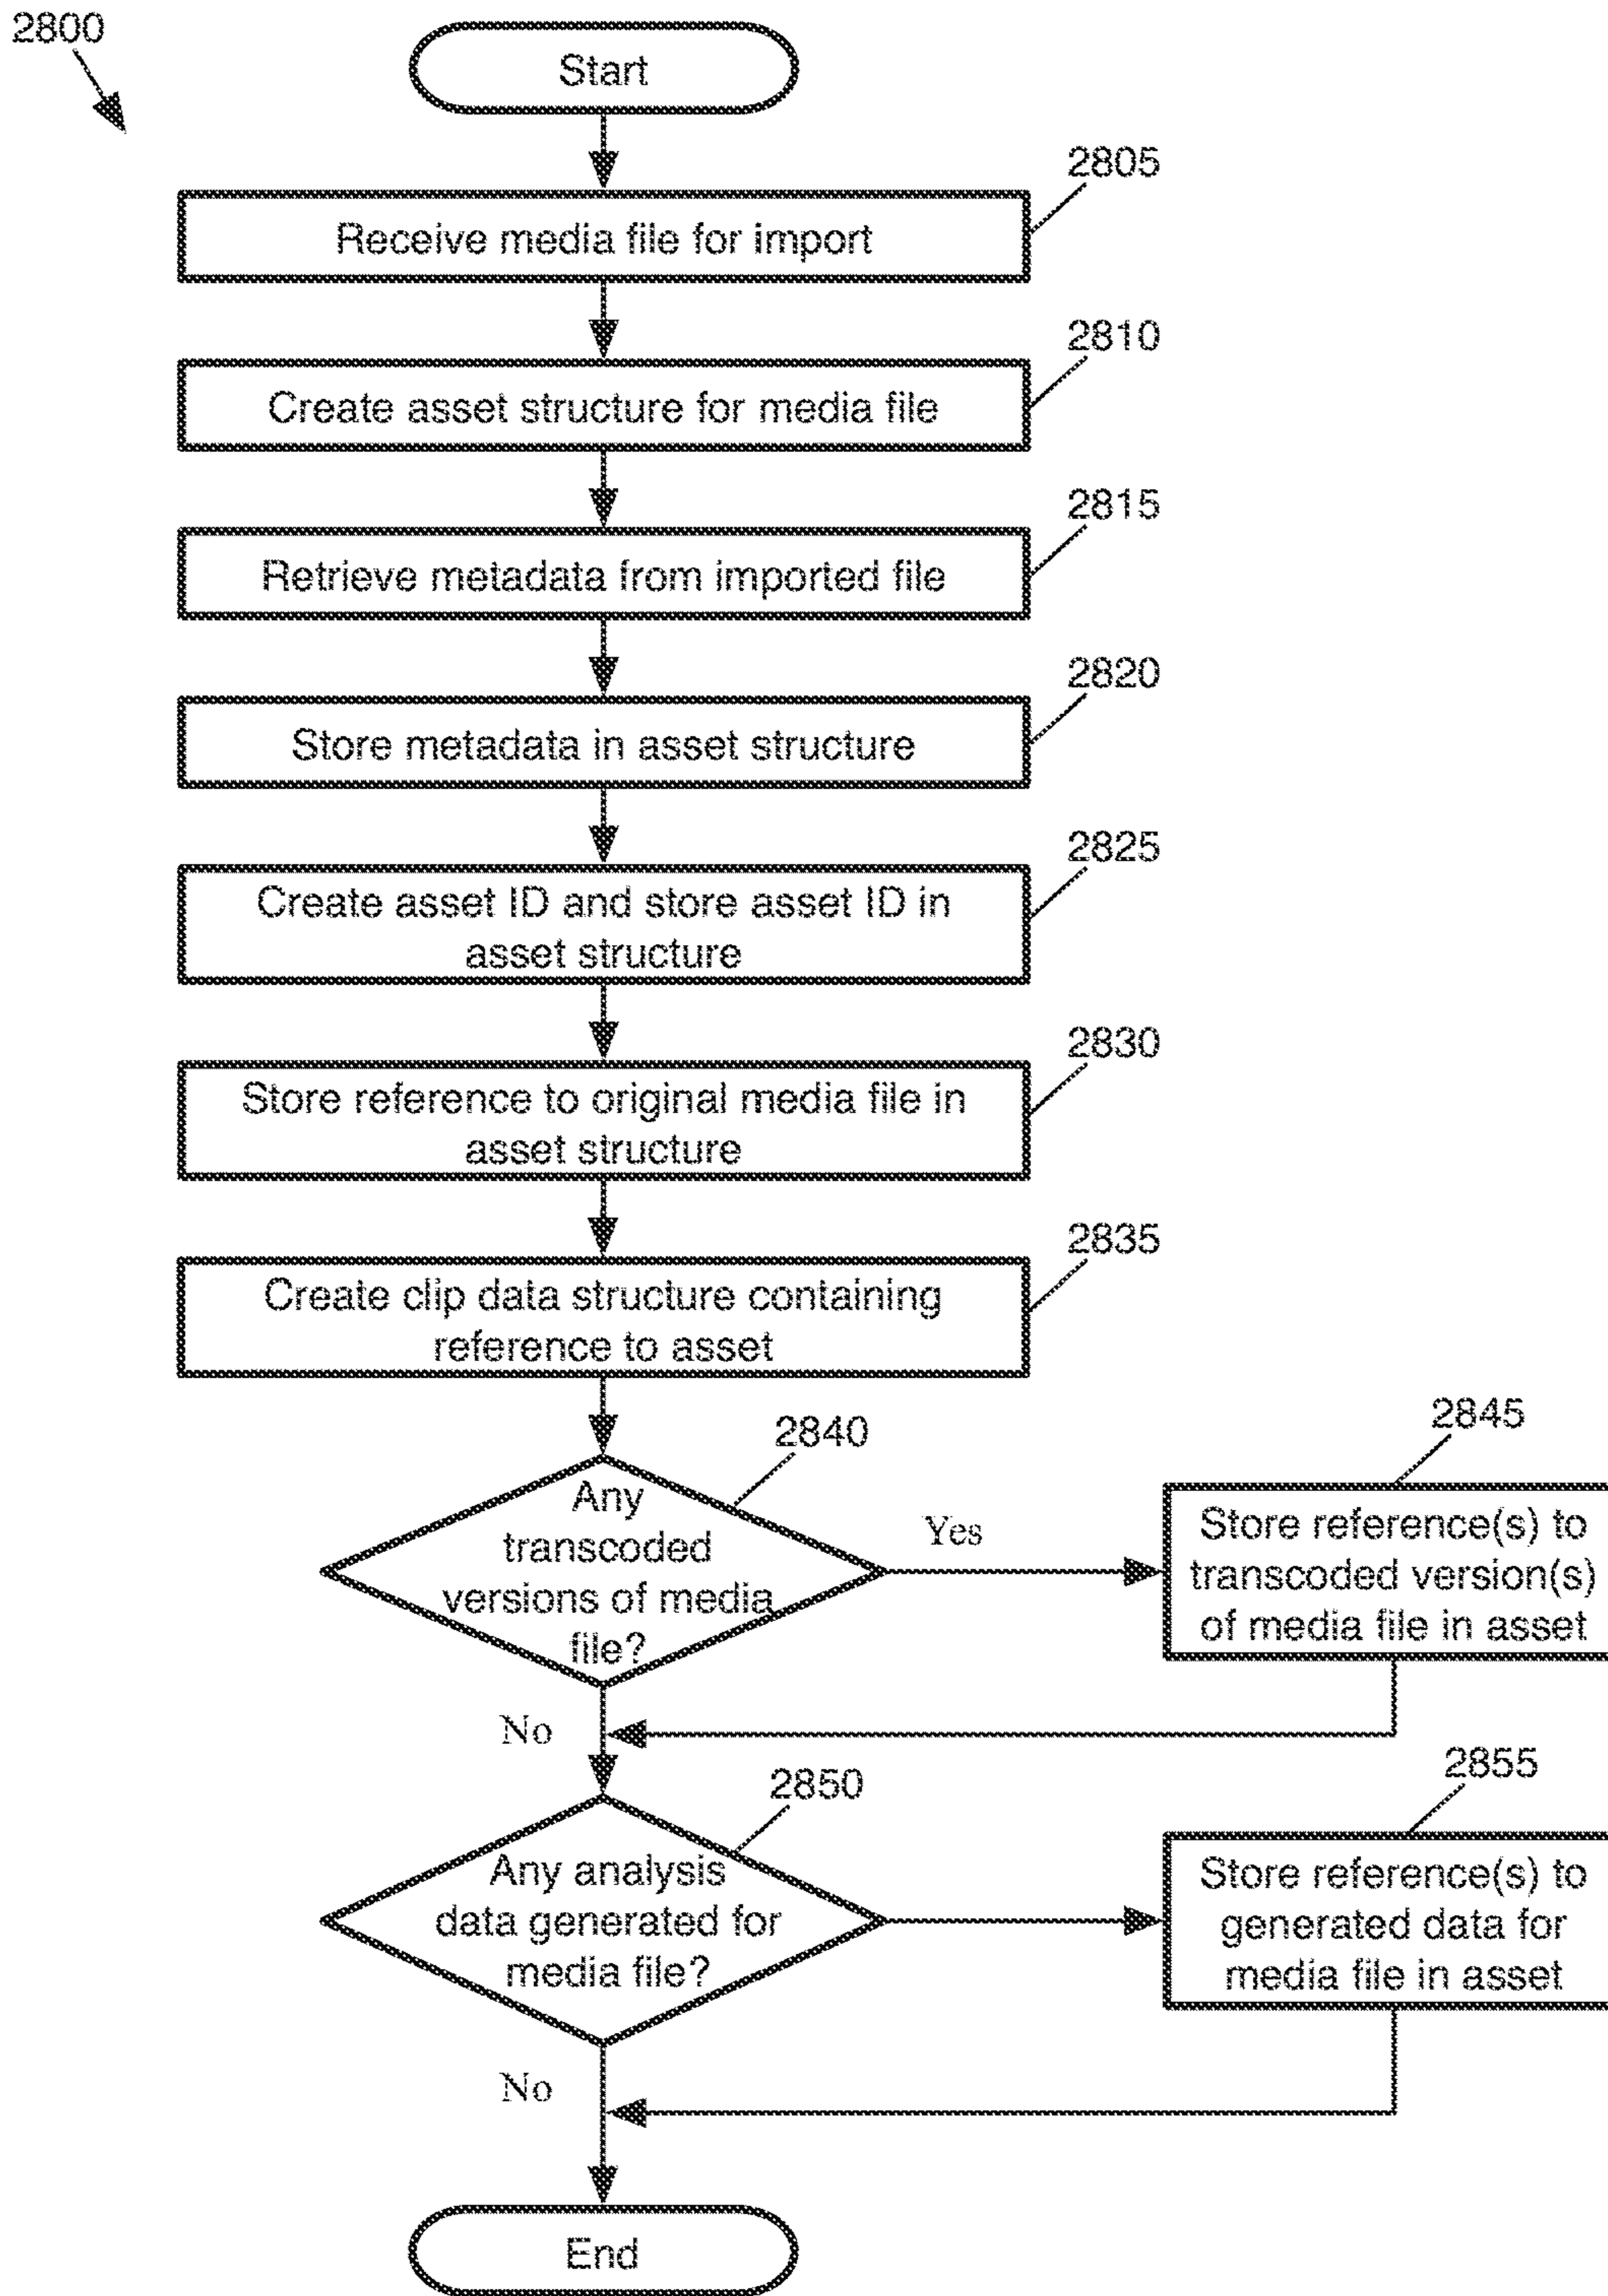 2800
Start
2805
Receive media file for import
2810
Create asset structure for media file
2815
Retrieve metadata from imported file
2820
Store metadata in asset structure
2825
Create asset ID and store asset ID in
asset structure
2830
Store reference to original media file in
asset structure
2835
Create clip data structure containing
reference to asset
2840
Any
transcoded
versions of media
file?
Yes
2845
Store reference(s) to
transcoded version(s)
of media file in asset
No
2850
Any analysis
data generated for
media file?
2855
Store reference(s) to
generated data for
media file in asset
No
End